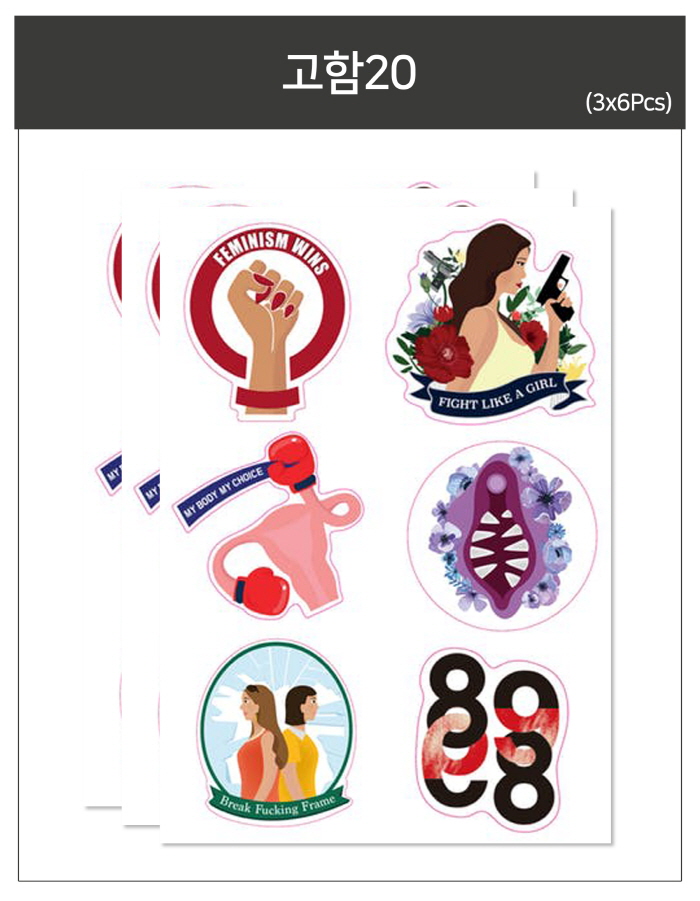 고함20
(3x6Pcs)
FEMINISM WINS
FIGHT LIKE A GIRL
MY BODY MY CHOICE
MY
MY
Break Fucking Frame